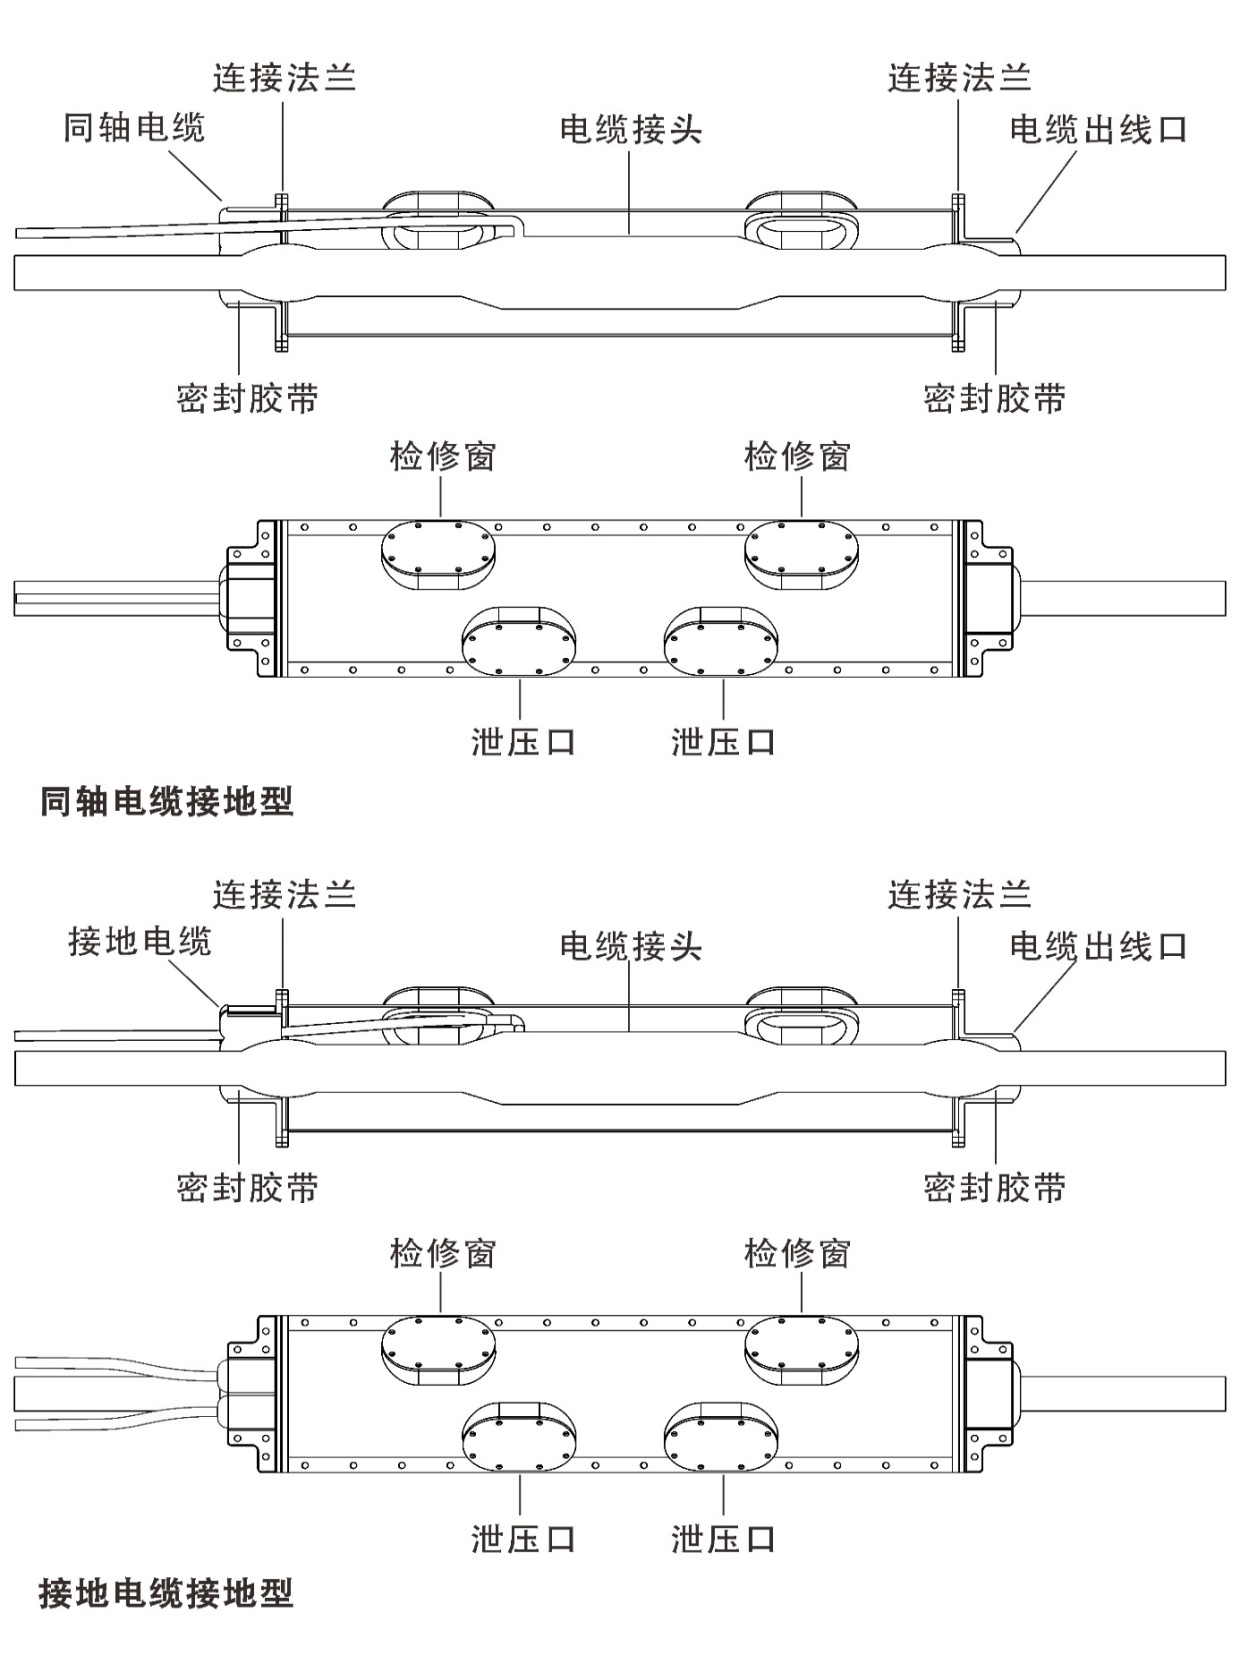 连接法兰
连接法兰
同轴电缆
电缆接头
电缆出线口
密封胶带
密封胶带
检修窗
检修窗
泄压口
泄压口
同轴电缆接地型
连接法兰
连接法兰
接地电缆
电缆接头
电缆出线口
密封胶带
密封胶带
检修窗
检修窗
泄压口
泄压口
接地电缆接地型